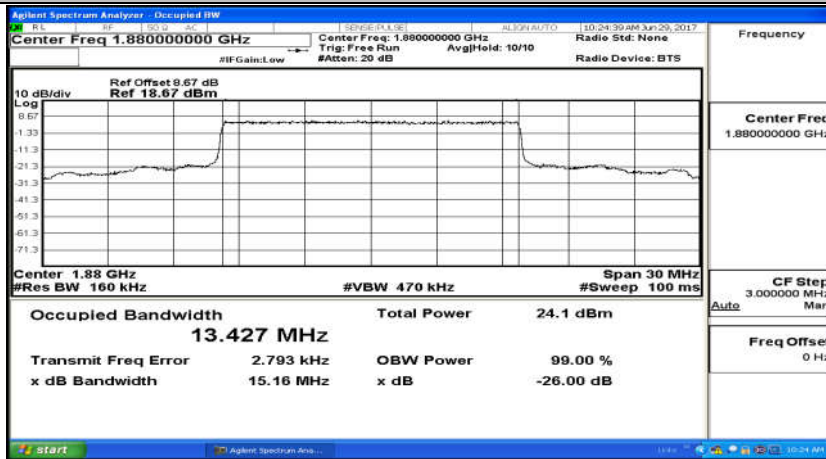 Agilent Spectrum Analyzer - Occupied BW
RL RF 50 Ω AC SENSE:PULSE ALIGN AUTO 10:24:39 AM Jun 29, 2017
Center Freq 1.880000000 GHz
Center Freq: 1.880000000 GHz
Radio Std: None
Trig: Free Run Avg|Hold: 10/10
#IFGain:Low #Atten: 20 dB Radio Device: BTS
Ref Offset 8.67 dB
10 dB/div Ref 18.67 dBm
Log
8.67
-1.33
-11.3
-21.3
-31.3
-41.3
-51.3
-61.3
-71.3
Center 1.88 GHz Span 30 MHz
#Res BW 160 kHz #VBW 470 kHz #Sweep 100 ms
Occupied Bandwidth Total Power 24.1 dBm
13.427 MHz
Transmit Freq Error 2.793 kHz OBW Power 99.00 %
x dB Bandwidth 15.16 MHz x dB -26.00 dB
Frequency
Center Freq
1.880000000 GHz
CF Step
3.000000 MHz
Auto Man
Freq Offset
0 Hz
start Agilent Spectrum Ana... 10:24 AM